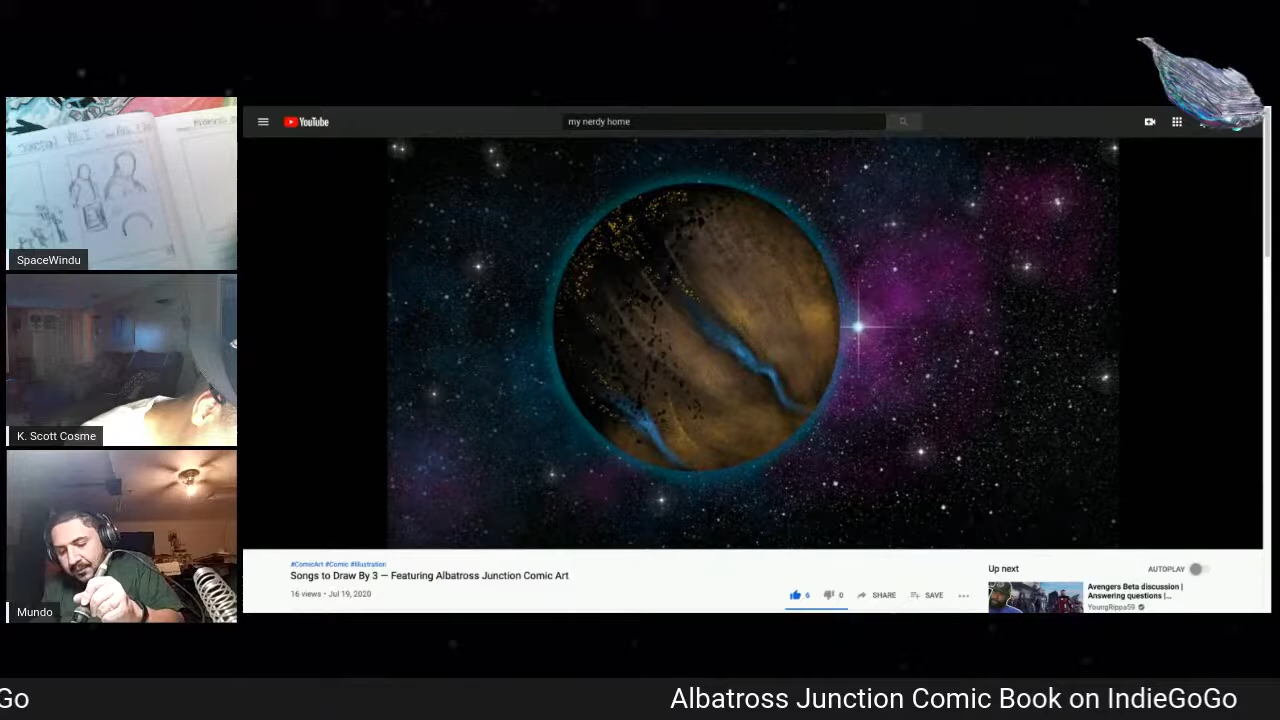 JUNCTION VOL. I
SpaceWindu
K. Scott Cosme
Mundo
YouTube
my nerdy home
#ComicArt #Comic #Illustration
Songs to Draw By 3 — Featuring Albatross Junction Comic Art
16 views • Jul 19, 2020
6
0
SHARE
SAVE
Up next
AUTOPLAY
Avengers Beta discussion |
Answering questions |...
YoungRippa59
Go
Albatross Junction Comic Book on IndieGoGo